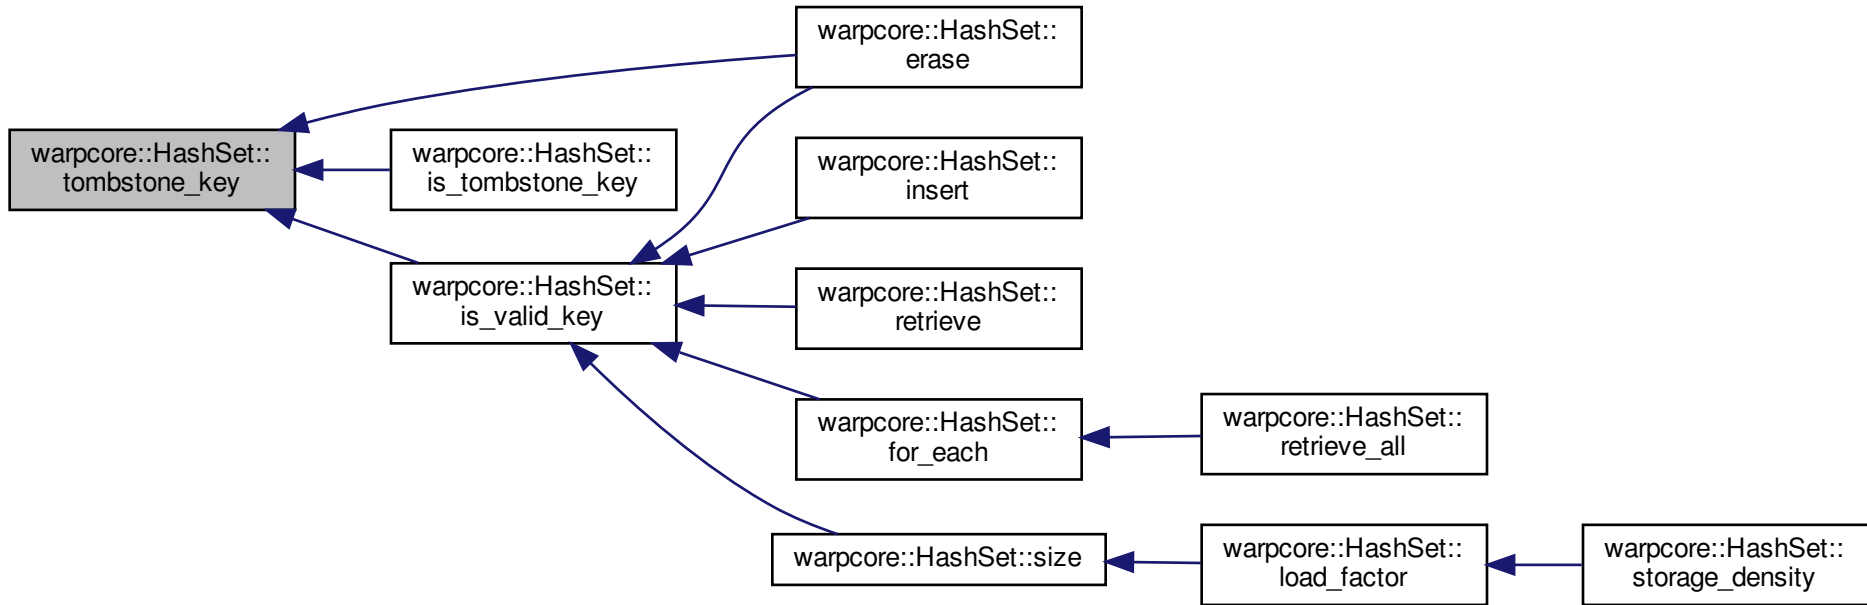 warpcore::HashSet::
tombstone_key
warpcore::HashSet::
erase
warpcore::HashSet::
is_tombstone_key
warpcore::HashSet::
is_valid_key
warpcore::HashSet::
insert
warpcore::HashSet::
retrieve
warpcore::HashSet::
for_each
warpcore::HashSet::
retrieve_all
warpcore::HashSet::size
warpcore::HashSet::
load_factor
warpcore::HashSet::
storage_density